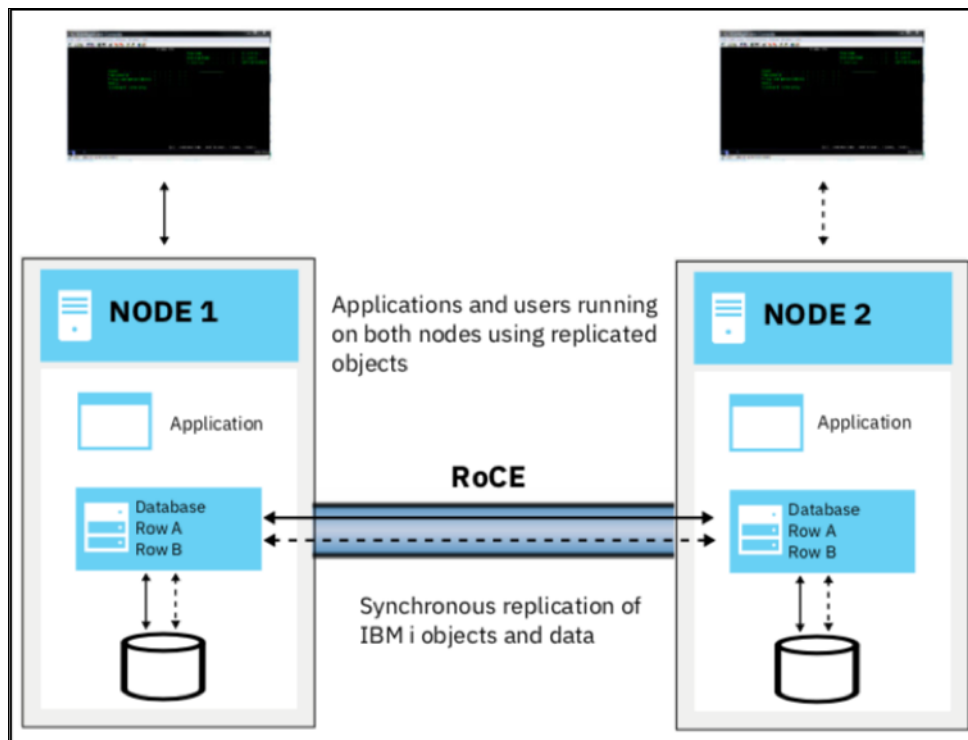 NODE 1
Application
Database
Row A
Row B
Applications and users running
on both nodes using replicated
objects
RoCE
Synchronous replication of
IBM i objects and data
NODE 2
Application
Database
Row A
Row B